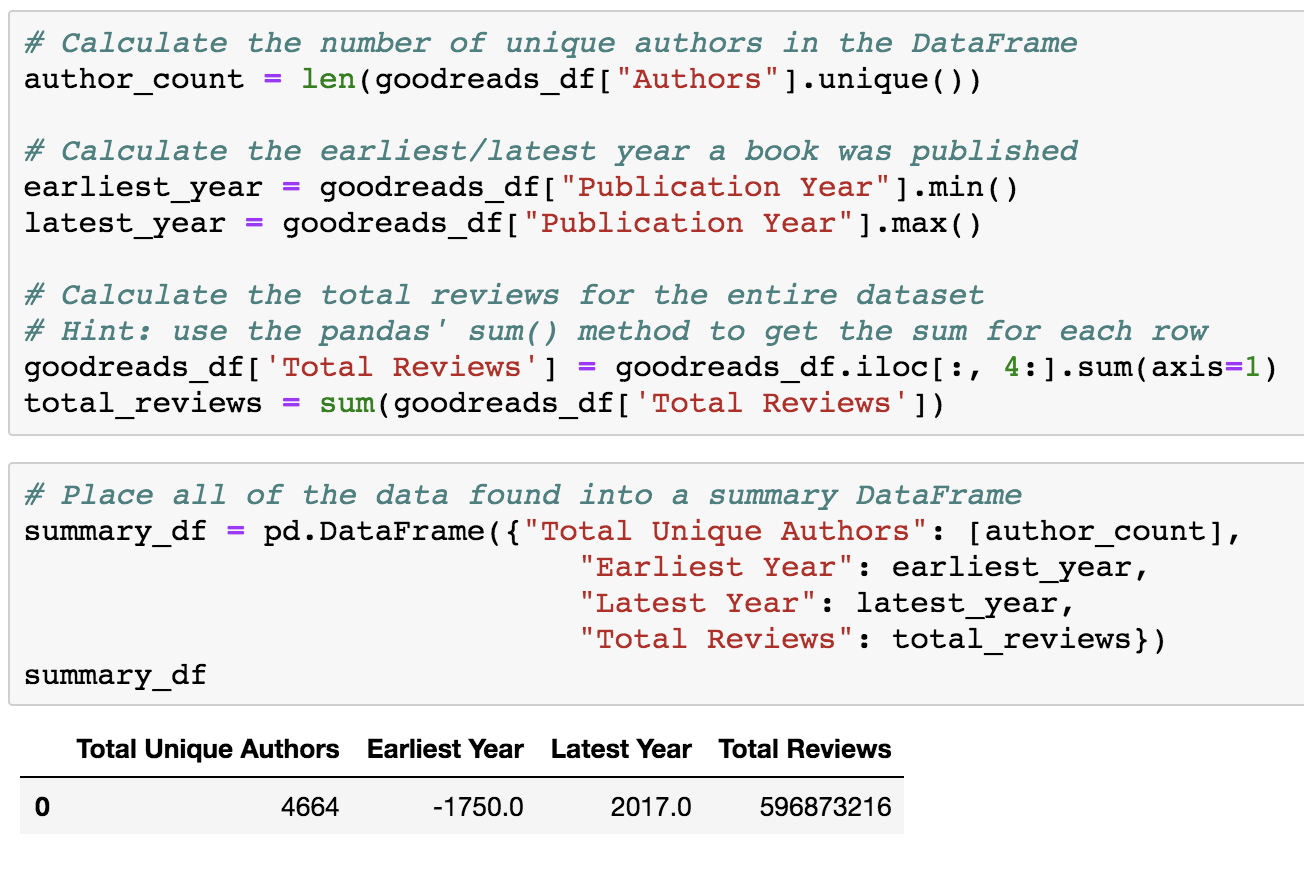 # Calculate the number of unique authors in the DataFrame
author_count = len(goodreads_df["Authors"].unique())

# Calculate the earliest/latest year a book was published
earliest_year = goodreads_df["Publication Year"].min()
latest_year = goodreads_df["Publication Year"].max()

# Calculate the total reviews for the entire dataset
# Hint: use the pandas' sum() method to get the sum for each row
goodreads_df['Total Reviews'] = goodreads_df.iloc[:, 4:].sum(axis=1)
total_reviews = sum(goodreads_df['Total Reviews'])

# Place all of the data found into a summary DataFrame
summary_df = pd.DataFrame({"Total Unique Authors": [author_count],
                              "Earliest Year": earliest_year,
                              "Latest Year": latest_year,
                              "Total Reviews": total_reviews})
summary_df

Total Unique Authors Earliest Year Latest Year Total Reviews
0 4664 -1750.0 2017.0 596873216